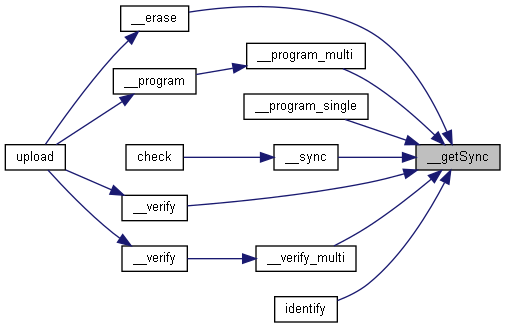 __erase
__program_multi
__program
__program_single
upload
check
__sync
__getSync
__verify
__verify
__verify_multi
identify